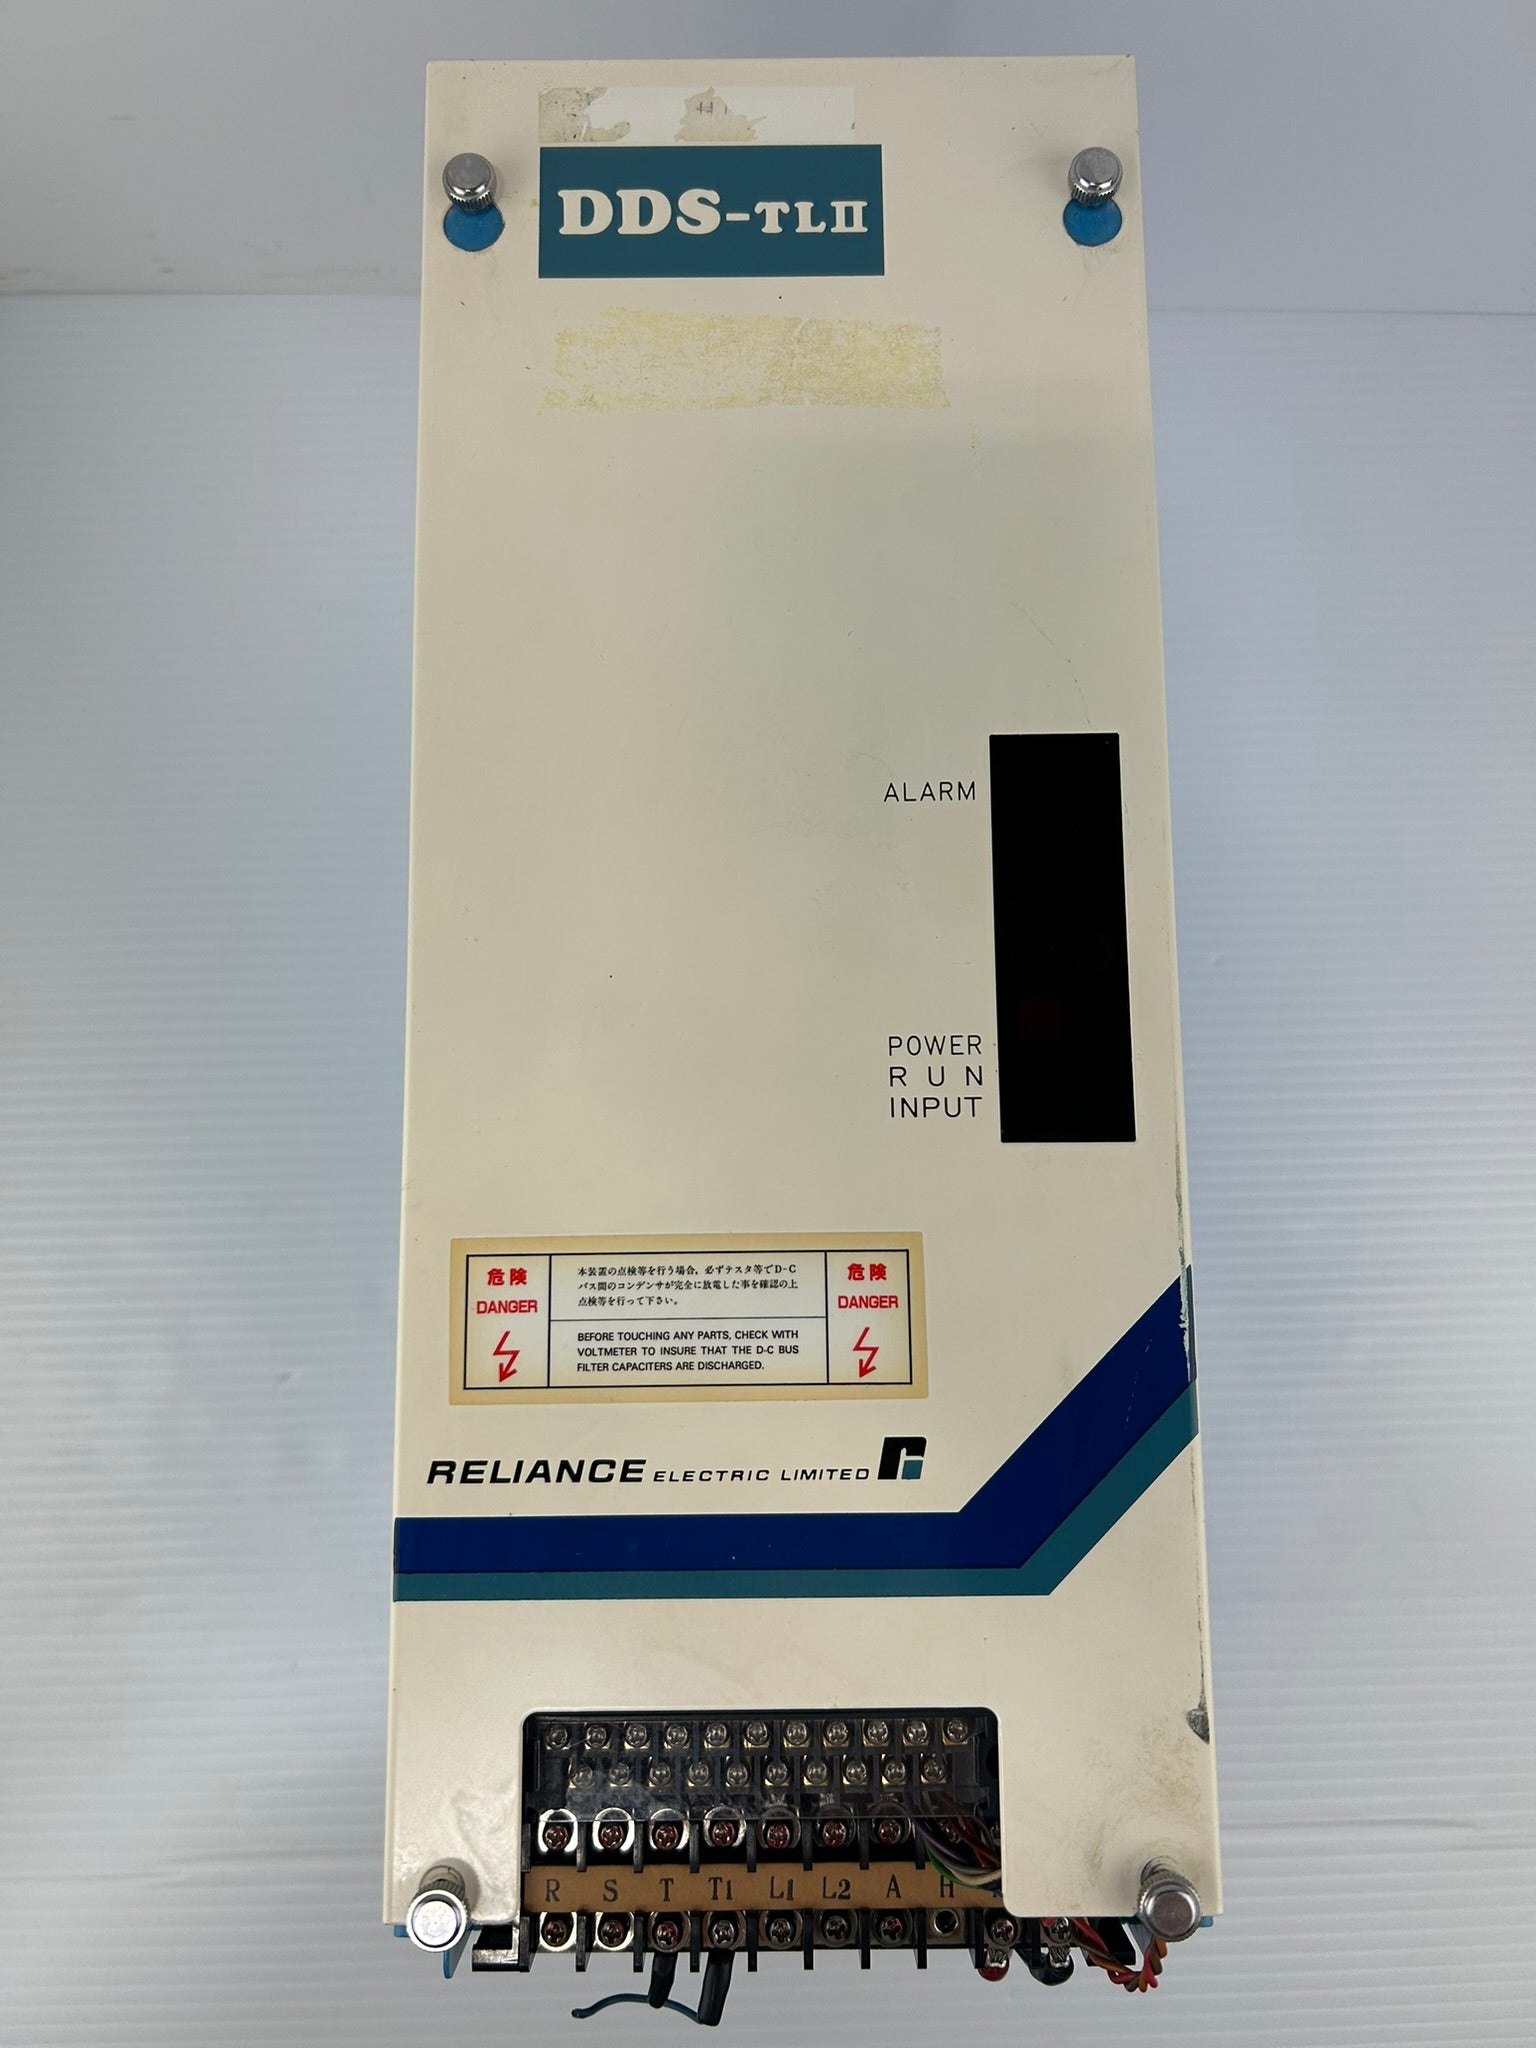 DDS-TLII
ALARM
POWER
RUN
INPUT
危険
DANGER
本装置の点検等を行う場合，必ずテスタ等でD-C
バス間のコンデンサが完全に放電した事を確認の上
点検等を行って下さい。
BEFORE TOUCHING ANY PARTS, CHECK WITH
VOLTMETER TO INSURE THAT THE D-C BUS
FILTER CAPACITERS ARE DISCHARGED.
危険
DANGER
RELIANCE ELECTRIC LIMITED
R S T T1 L1 L2 A H